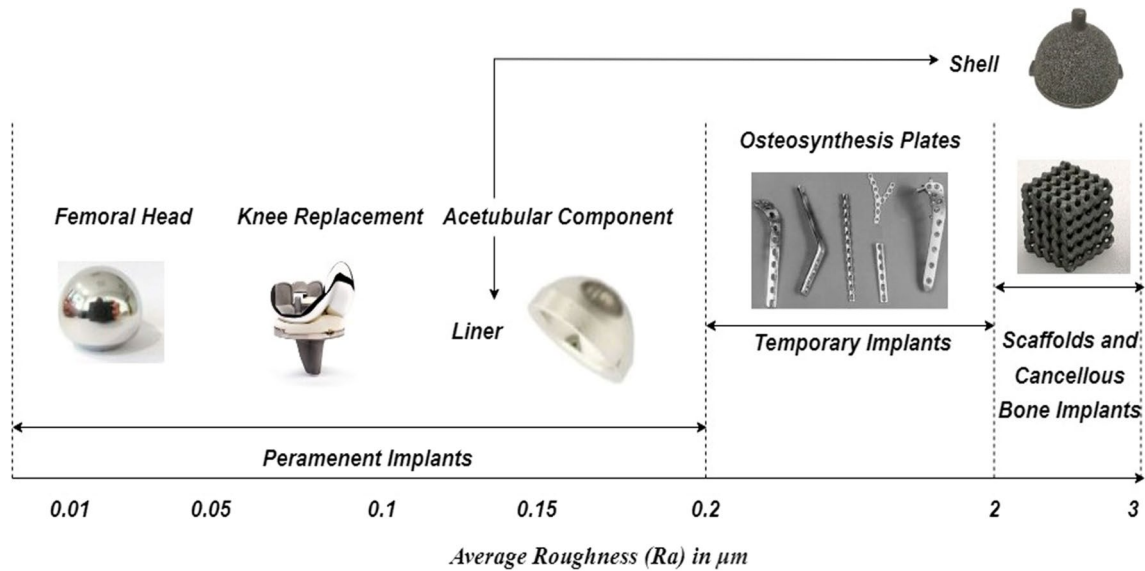 Shell
Osteosynthesis Plates
Femoral Head
Knee Replacement
Acetubular Component
Liner
Temporary Implants
Scaffolds and
Cancellous
Bone Implants
Peramenent Implants
0.01 0.05 0.1 0.15 0.2 2 3
Average Roughness (Ra) in µm